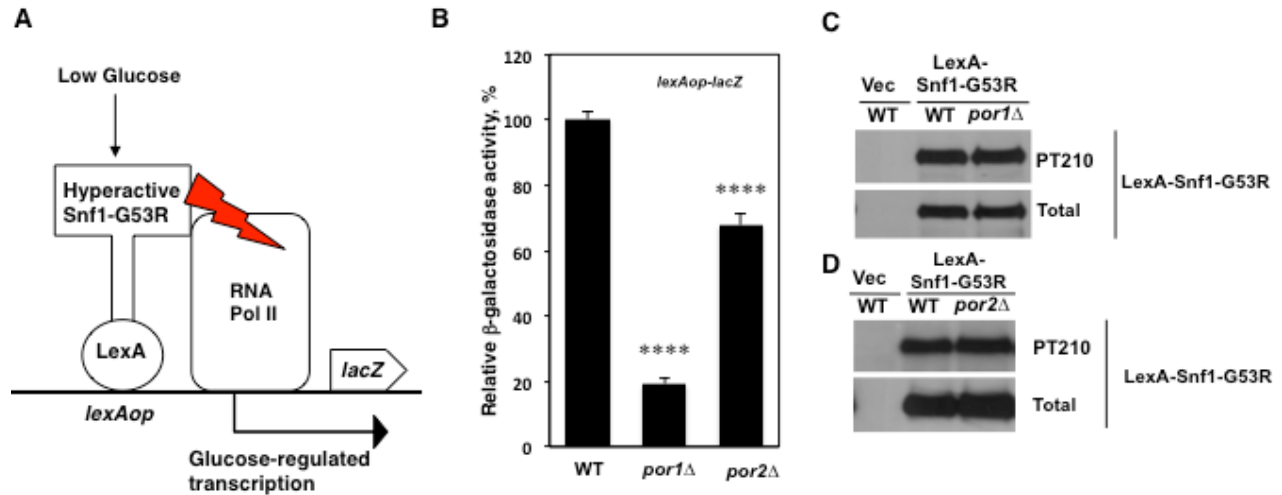 A
Low Glucose
Hyperactive
Snf1-G53R
RNA
Pol II
LexA
lacZ
lexAop
Glucose-regulated
transcription
B
Relative β-galactosidase activity, %
120
100
80
60
40
20
0
lexAop-lacZ
****
****
WT
por1Δ
por2Δ
C
Vec
LexA-
Snf1-G53R
WT
WT
por1Δ
PT210
Total
LexA-Snf1-G53R
D
Vec
LexA-
Snf1-G53R
WT
WT
por2Δ
PT210
Total
LexA-Snf1-G53R